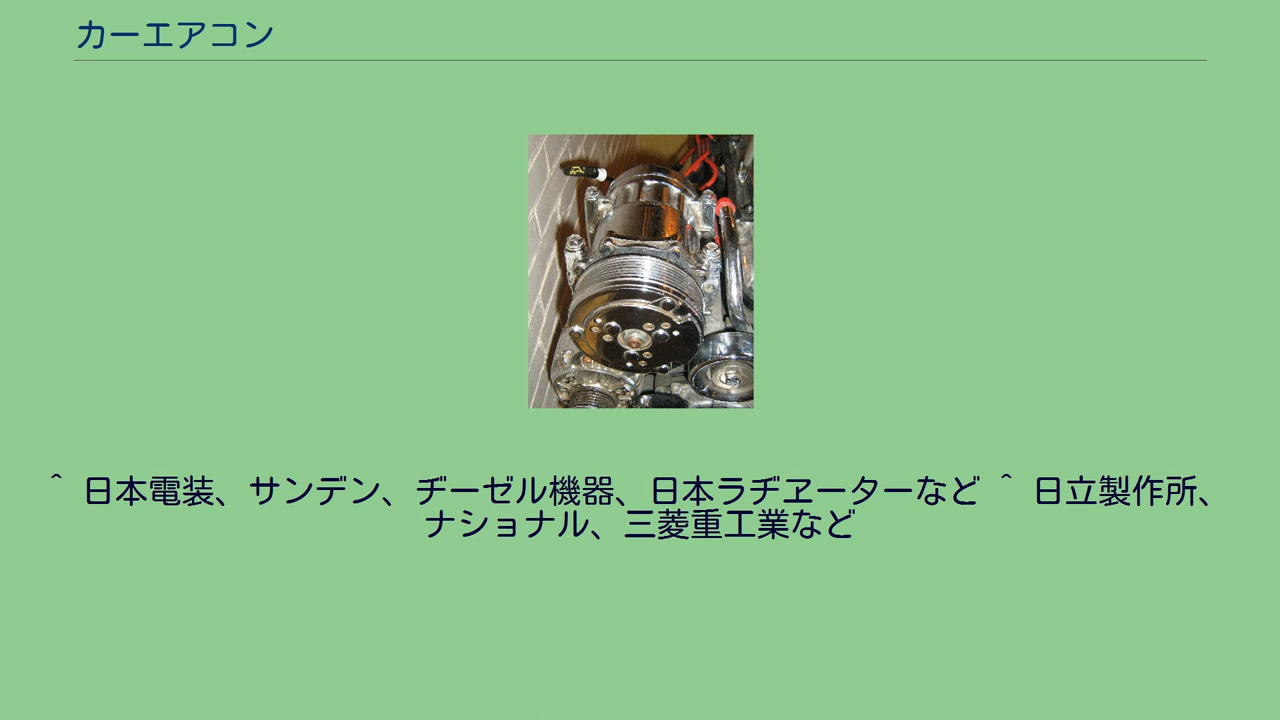 カーエアコン
^ 日本電装、サンデン、ヂーゼル機器、日本ラヂヱーターなど ^ 日立製作所、
ナショナル、三菱重工業など